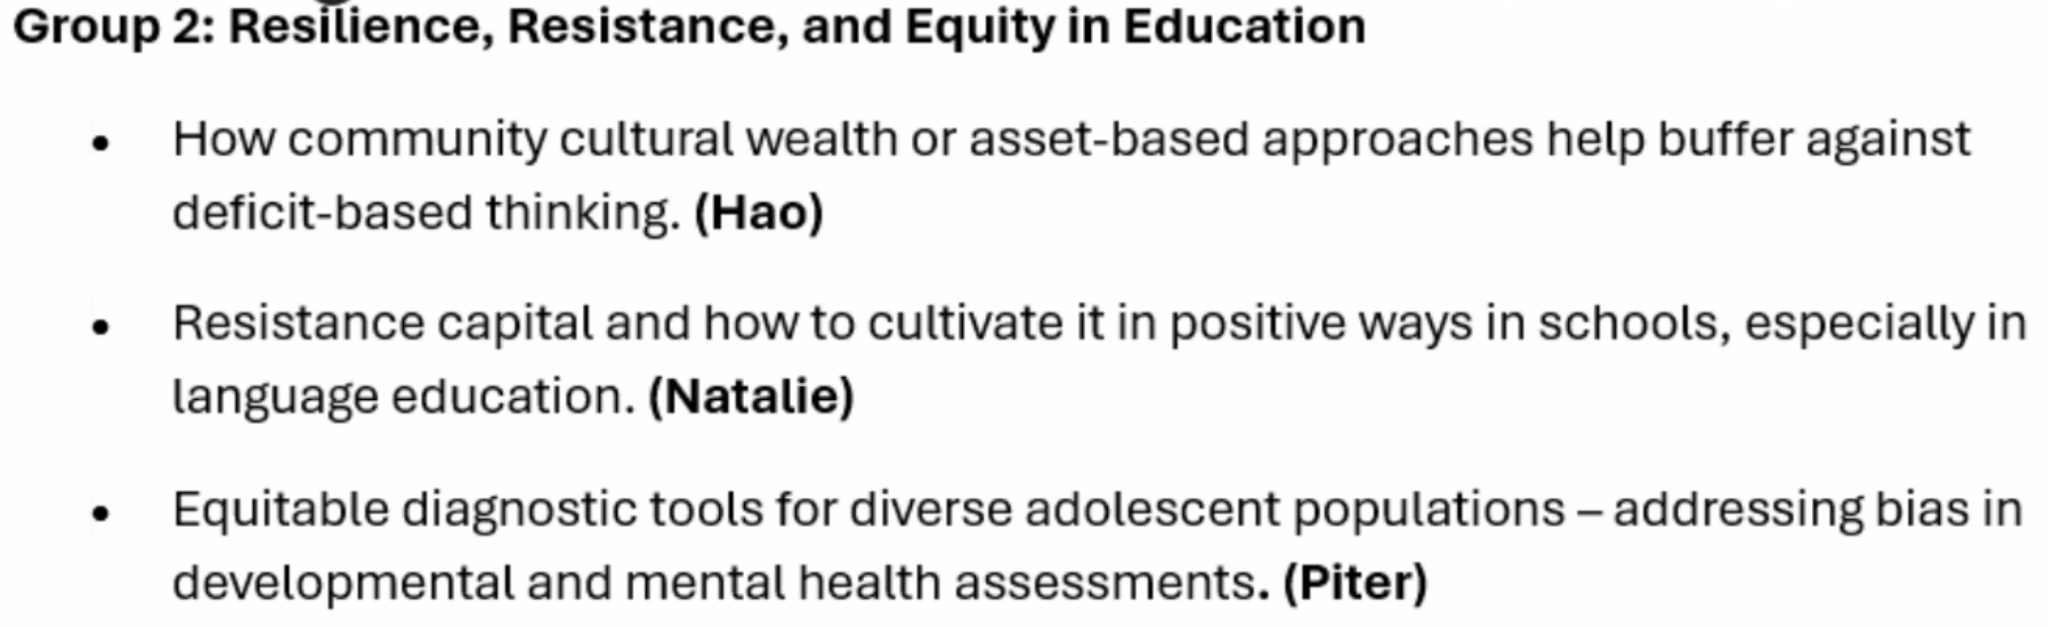 Group 2: Resilience, Resistance, and Equity in Education
• How community cultural wealth or asset-based approaches help buffer against
deficit-based thinking. (Hao)
• Resistance capital and how to cultivate it in positive ways in schools, especially in
language education. (Natalie)
• Equitable diagnostic tools for diverse adolescent populations – addressing bias in
developmental and mental health assessments. (Piter)